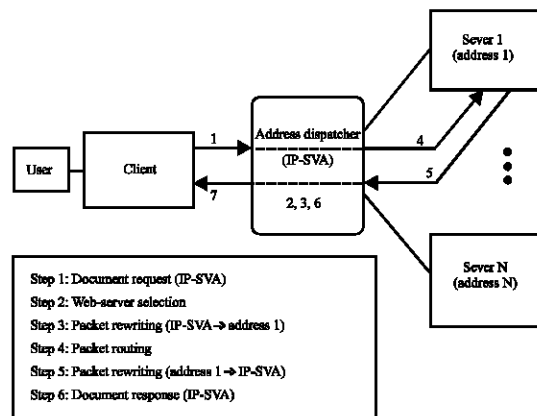 Sever 1
(address 1)
1
Address dispatcher
(IP-SVA)
4
User
Client
5
7
2, 3, 6
Sever N
(address N)
Step 1: Document request (IP-SVA)
Step 2: Web-server selection
Step 3: Packet rewriting (IP-SVA→address 1)
Step 4: Packet routing
Step 5: Packet rewriting (address 1 → IP-SVA)
Step 6: Document response (IP-SVA)